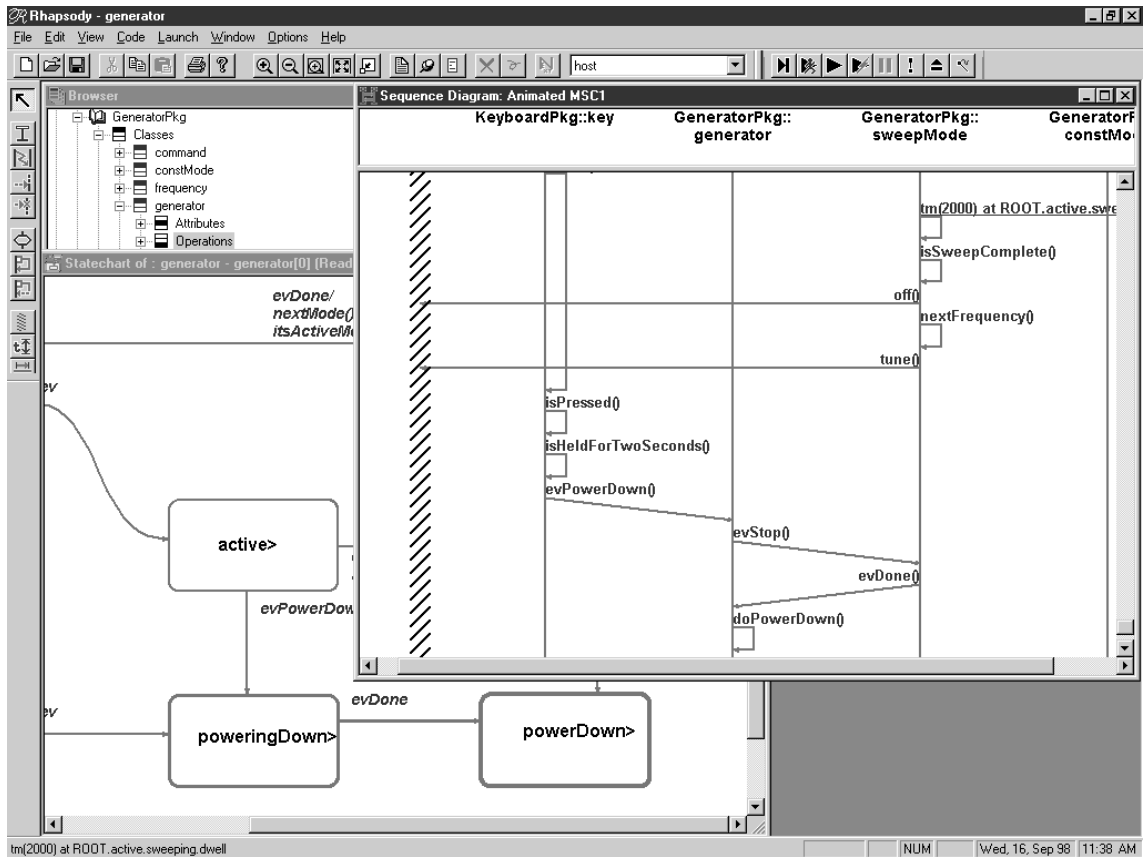 Rhapsody - generator
File Edit View Code Launch Window Options Help
host
Browser
GeneratorPkg
Classes
command
constMode
frequency
generator
Attributes
Operations
Sequence Diagram: Animated MSC1
KeyboardPkg::key
GeneratorPkg::
generator
GeneratorPkg::
sweepMode
GeneratorP
constMo
tm(2000) at ROOT.active.swe
isSweepComplete()
off()
nextFrequency()
tune()
isPressed()
isHeldForTwoSeconds()
evPowerDown()
evStop()
evDone()
doPowerDown()
Statechart of : generator - generator[0] (Read
evDone/
nextMode()
itsActiveM
ev
active>
evPowerDow
ev
poweringDown>
evDone
powerDown>
tm(2000) at ROOT.active.sweeping.dwell
NUM
Wed, 16, Sep 98
11:38 AM